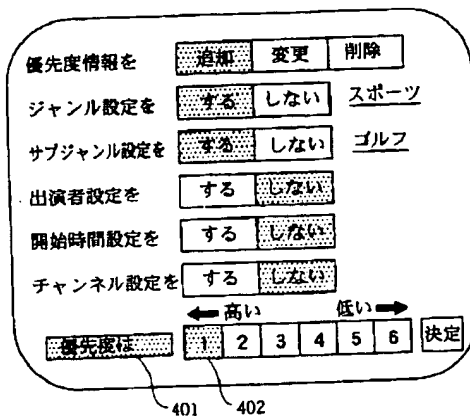 優先度情報を 追加 変更 削除
ジャンル設定を する しない スポーツ
サブジャンル設定を する しない ゴルフ
出演者設定を する しない
開始時間設定を する しない
チャンネル設定を する しない
← 高い 低い →
優先度は 1 2 3 4 5 6 決定
401 402